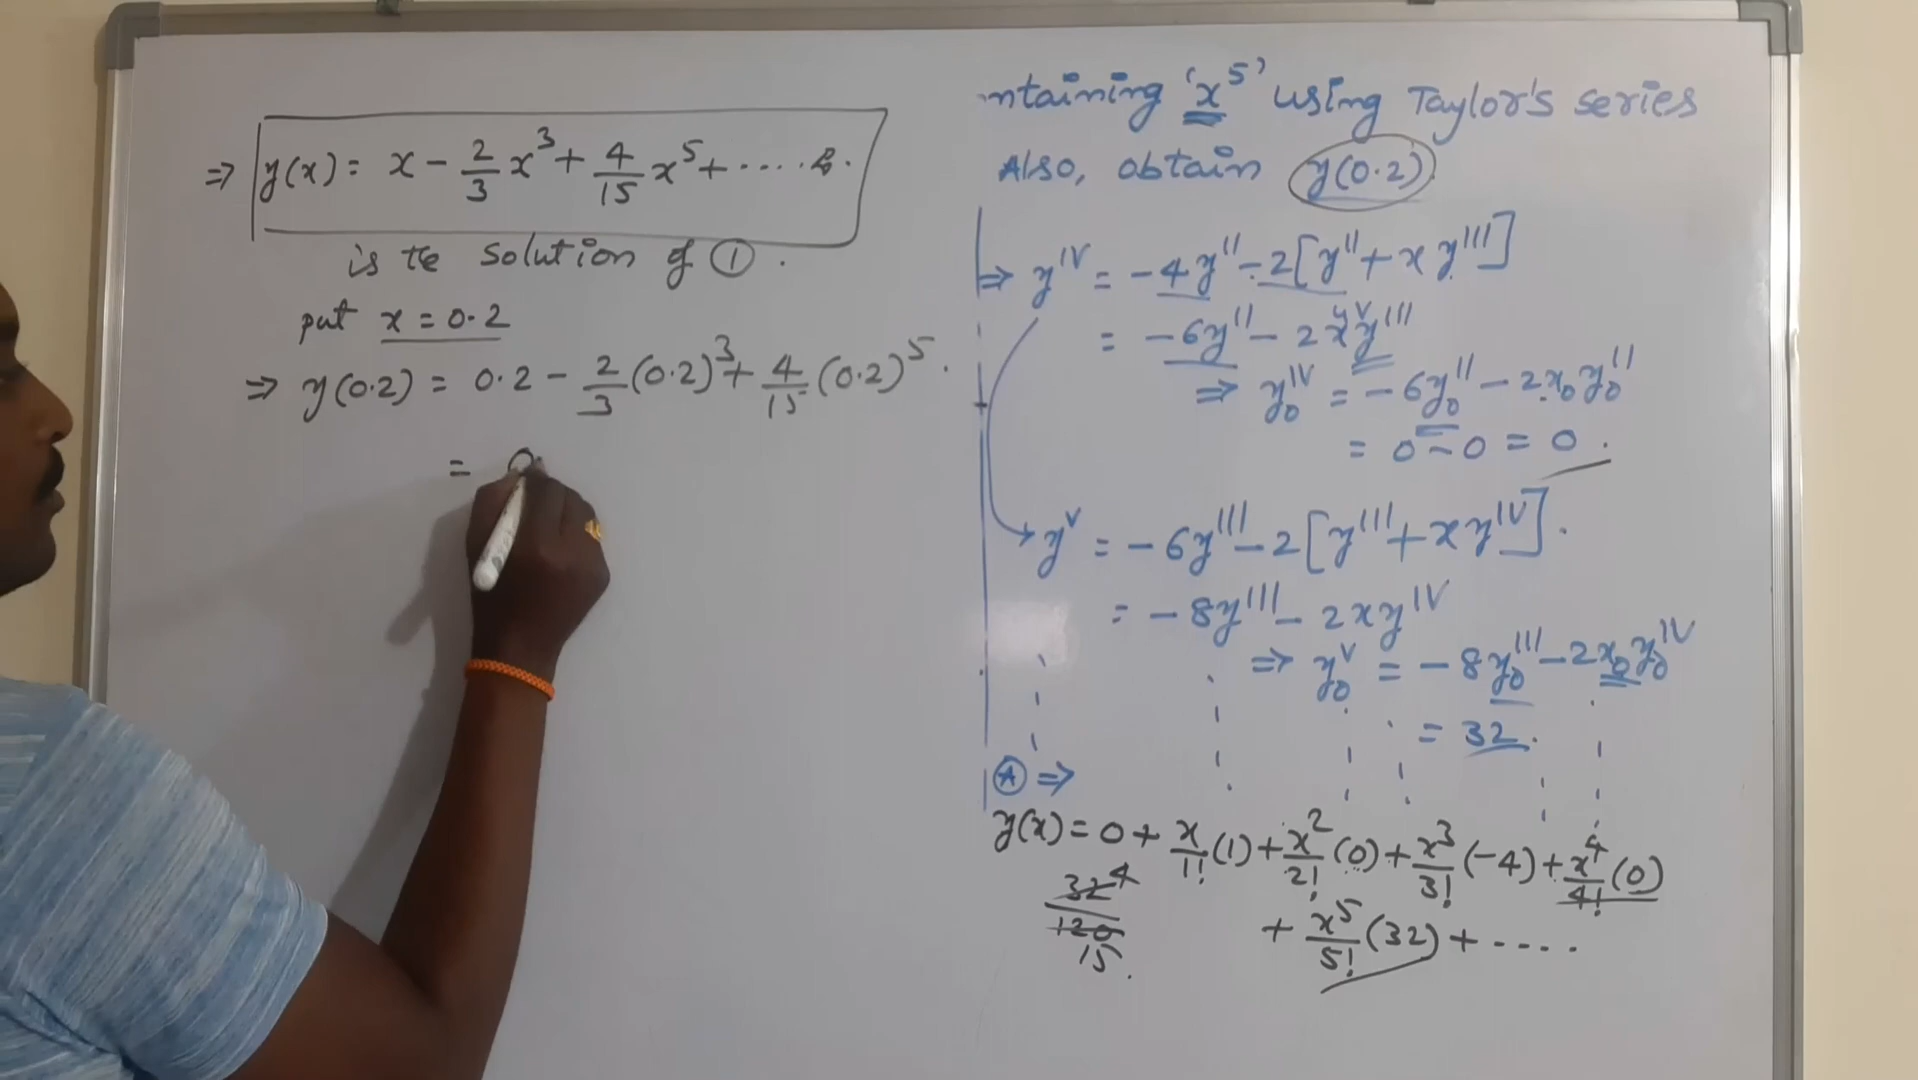 ⇒ y(x) = x - 2/3 x³ + 4/15 x⁵ + .... .
is the solution of ①.
put x = 0.2
⇒ y(0.2) = 0.2 - 2/3 (0.2)³ + 4/15 (0.2)⁵.
= 0.
ntaining 'x⁵' using Taylor's series
Also, obtain y(0.2)
⇒ y^IV = -4y'' - 2[y'' + x y''']
= -6y'' - 2xy'''
⇒ y₀^IV = -6y₀'' - 2x₀y₀''
= 0 - 0 = 0.
→ y^V = -6y''' - 2[y''' + x y^IV].
= -8y''' - 2xy^IV
⇒ y₀^V = -8y₀''' - 2x₀y₀^IV
= 32.
Ⓐ ⇒
y(x) = 0 + x/1! (1) + x²/2! (0) + x³/3! (-4) + x⁴/4! (0)
+ x⁵/5! (32) + ....
32 4
120
15.